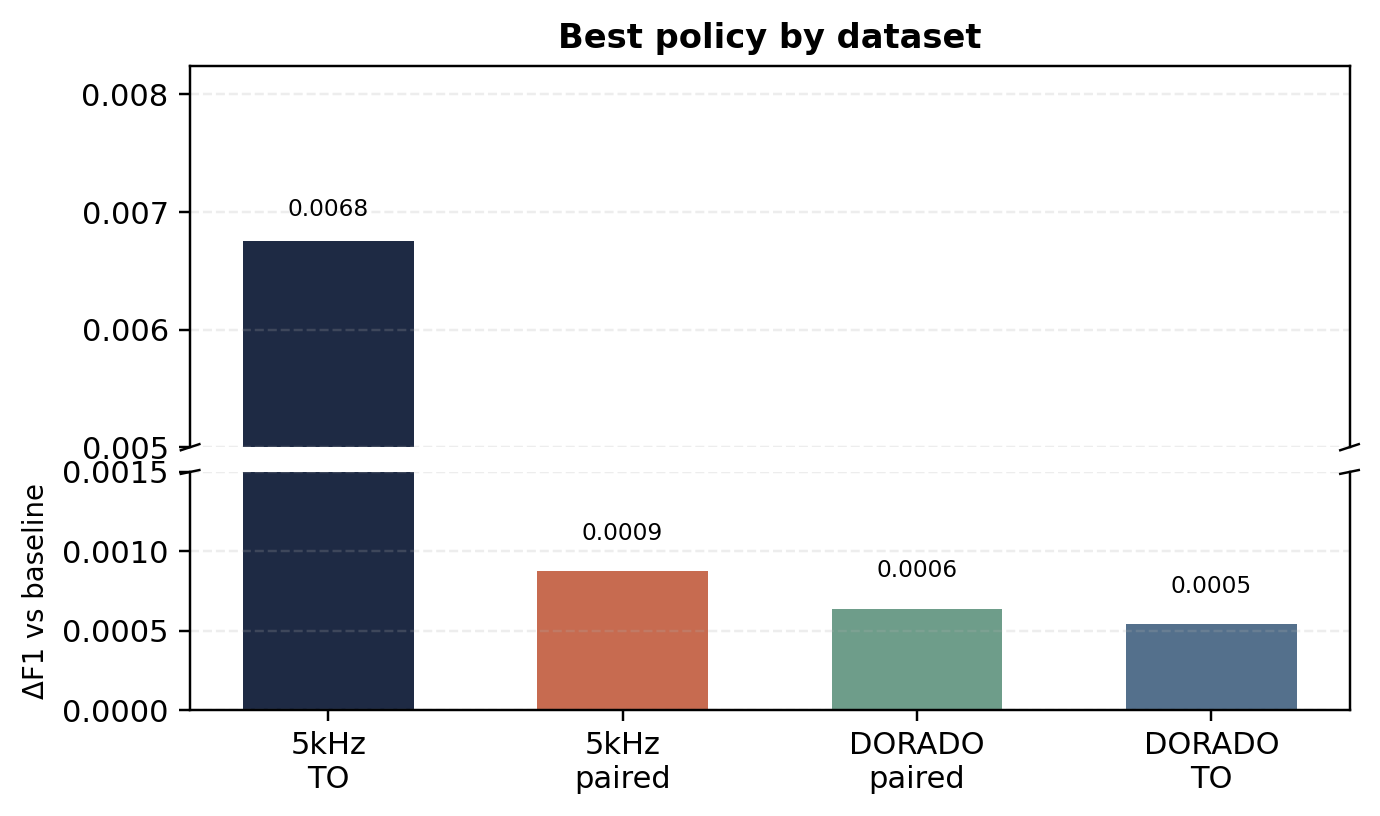 Best policy by dataset
0.008
0.007
0.006
0.005
0.0015
0.0010
0.0005
0.0000
ΔF1 vs baseline
0.0068
0.0009
0.0006
0.0005
5kHz
TO
5kHz
paired
DORADO
paired
DORADO
TO